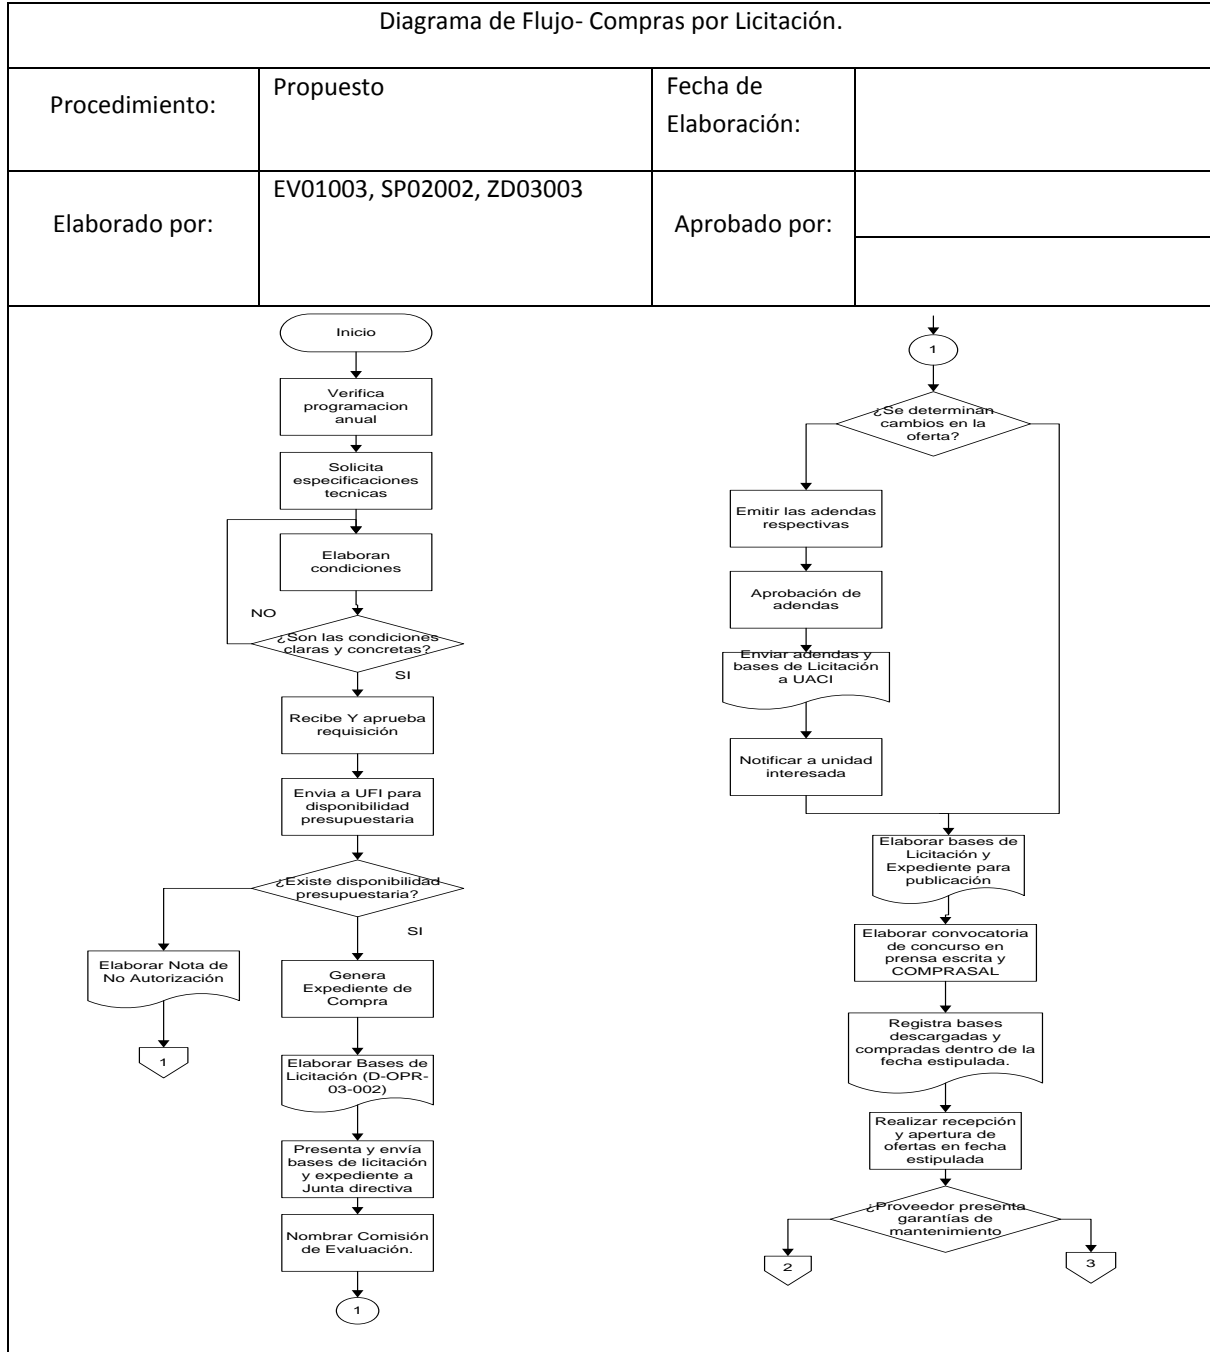 Diagrama de Flujo- Compras por Licitación.
Procedimiento:
Propuesto
Fecha de
Elaboración:
Elaborado por:
EV01003, SP02002, ZD03003
Aprobado por:
Inicio
Verifica
programacion
anual
Solicita
especificaciones
tecnicas
Elaboran
condiciones
NO
¿Son las condiciones
claras y concretas?
SI
Recibe Y aprueba
requisición
Envia a UFI para
disponibilidad
presupuestaria
¿Existe disponibilidad
presupuestaria?
SI
Elaborar Nota de
No Autorización
1
Genera
Expediente de
Compra
Elaborar Bases de
Licitación (D-OPR-
03-002)
Presenta y envía
bases de licitación
y expediente a
Junta directiva
Nombrar Comisión
de Evaluación.
1
1
¿Se determinan
cambios en la
oferta?
Emitir las adendas
respectivas
Aprobación de
adendas
Enviar adendas y
bases de Licitación
a UACI
Notificar a unidad
interesada
Elaborar bases de
Licitación y
Expediente para
publicación
Elaborar convocatoria
de concurso en
prensa escrita y
COMPRASAL
Registra bases
descargadas y
compradas dentro de la
fecha estipulada.
Realizar recepción
y apertura de
ofertas en fecha
estipulada
¿Proveedor presenta
garantías de
mantenimiento
2
3